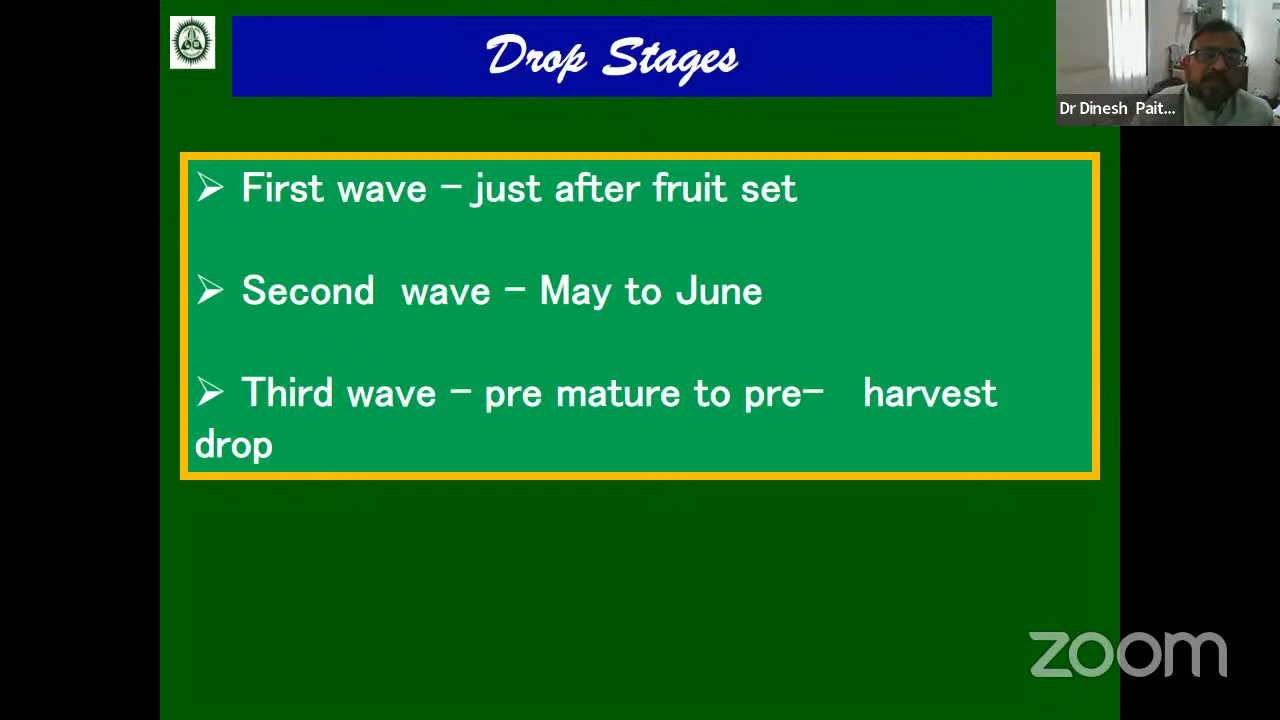 Drop Stages
Dr Dinesh Pait...
➢ First wave – just after fruit set
➢ Second wave – May to June
➢ Third wave – pre mature to pre– harvest
drop
zoom